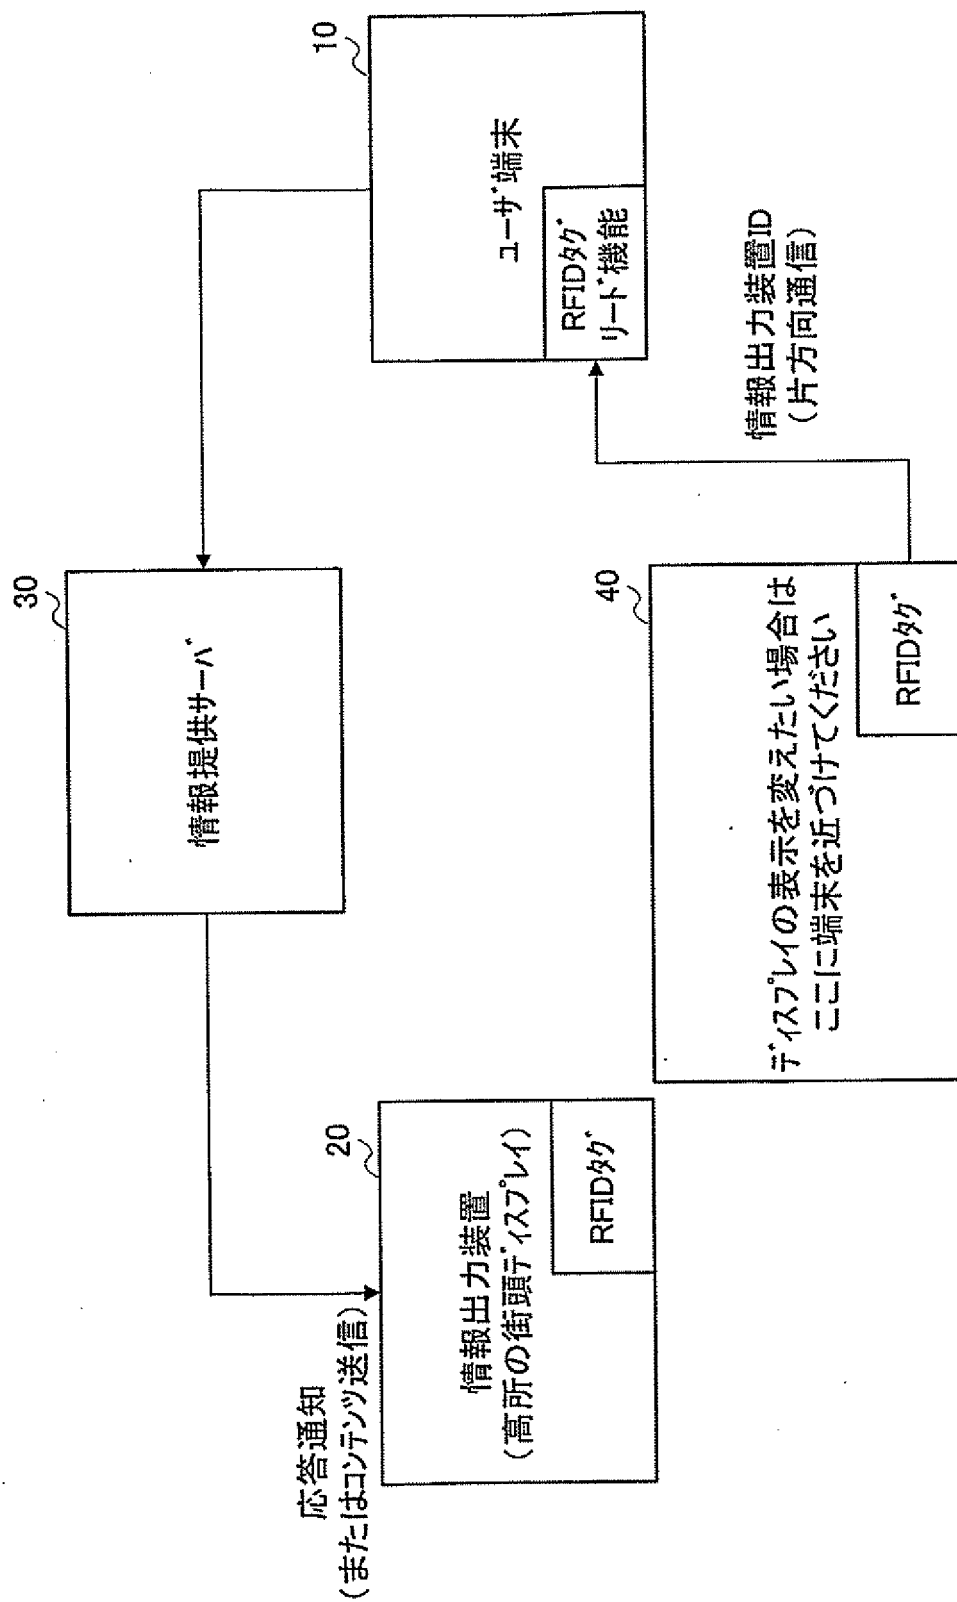 30
情報提供サーバ
10
ユーザ端末
RFIDタグ
リード機能
応答通知
(またはコンテンツ送信)
20
情報出力装置
(高所の街頭ディスプレイ)
RFIDタグ
40
ディスプレイの表示を変えたい場合は
ここに端末を近づけてください
RFIDタグ
情報出力装置ID
(片方向通信)